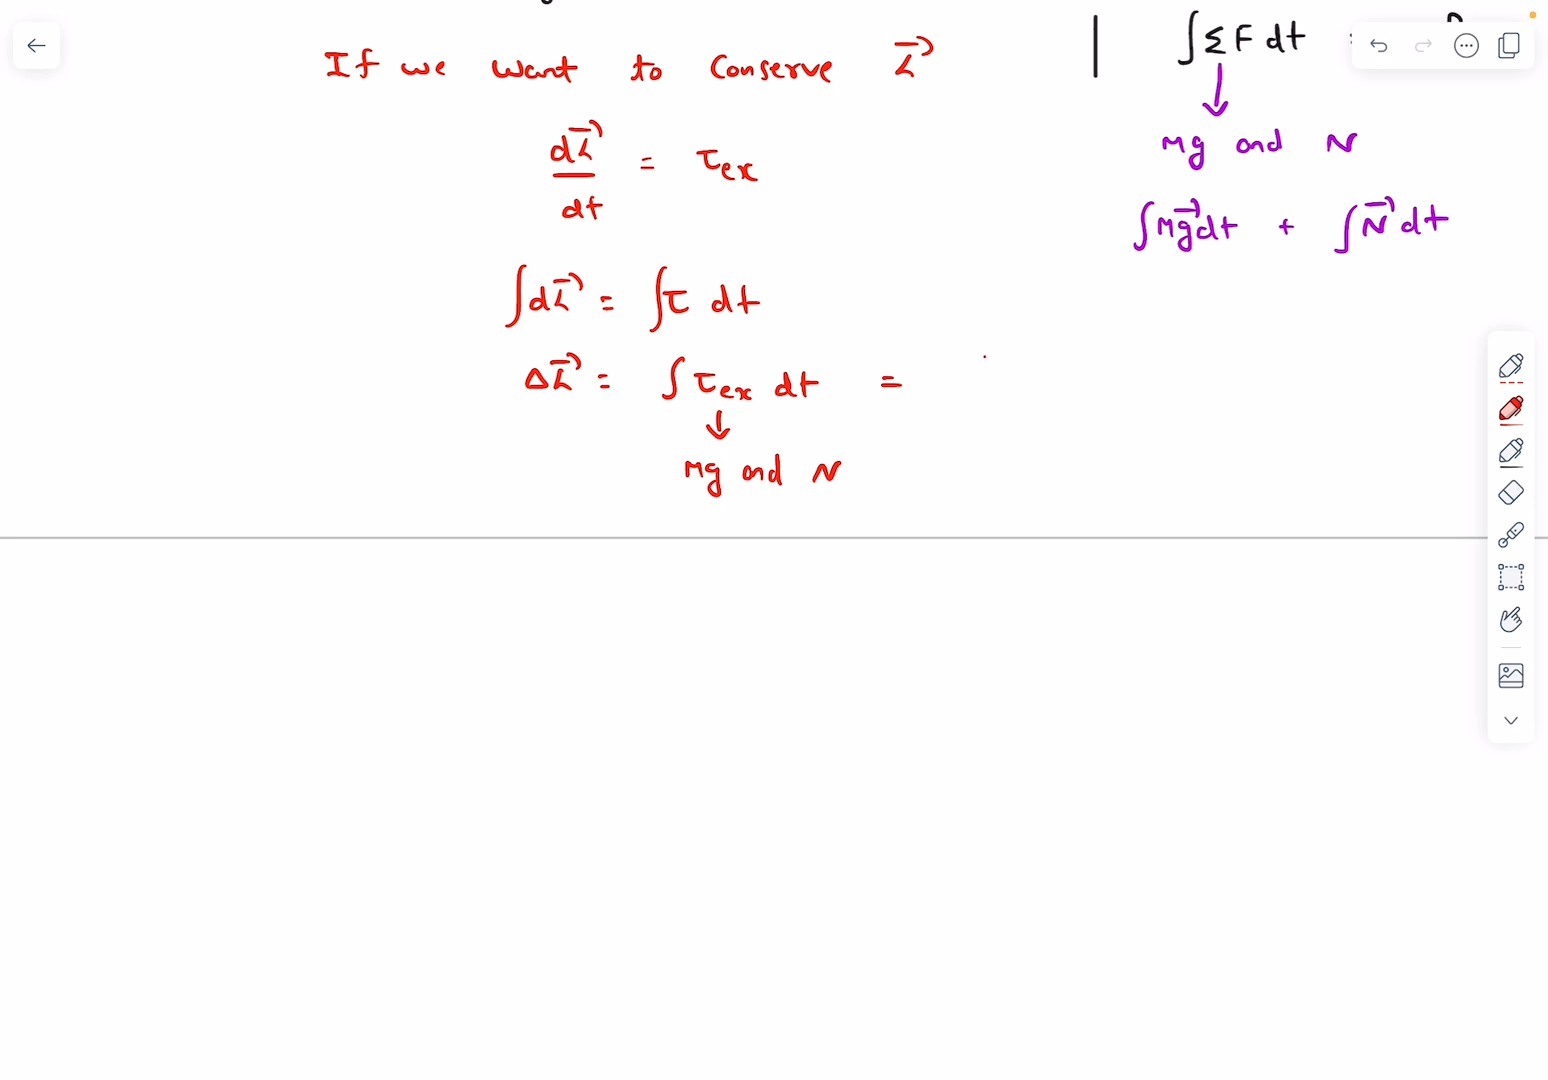 If we want to conserve L⃗
dL⃗/dt = τex
∫dL⃗ = ∫τ dt
ΔL⃗ = ∫ τex dt =
↓
Mg and N
| ∫ΣF dt
↓
Mg and N
∫Mg⃗dt + ∫N⃗dt